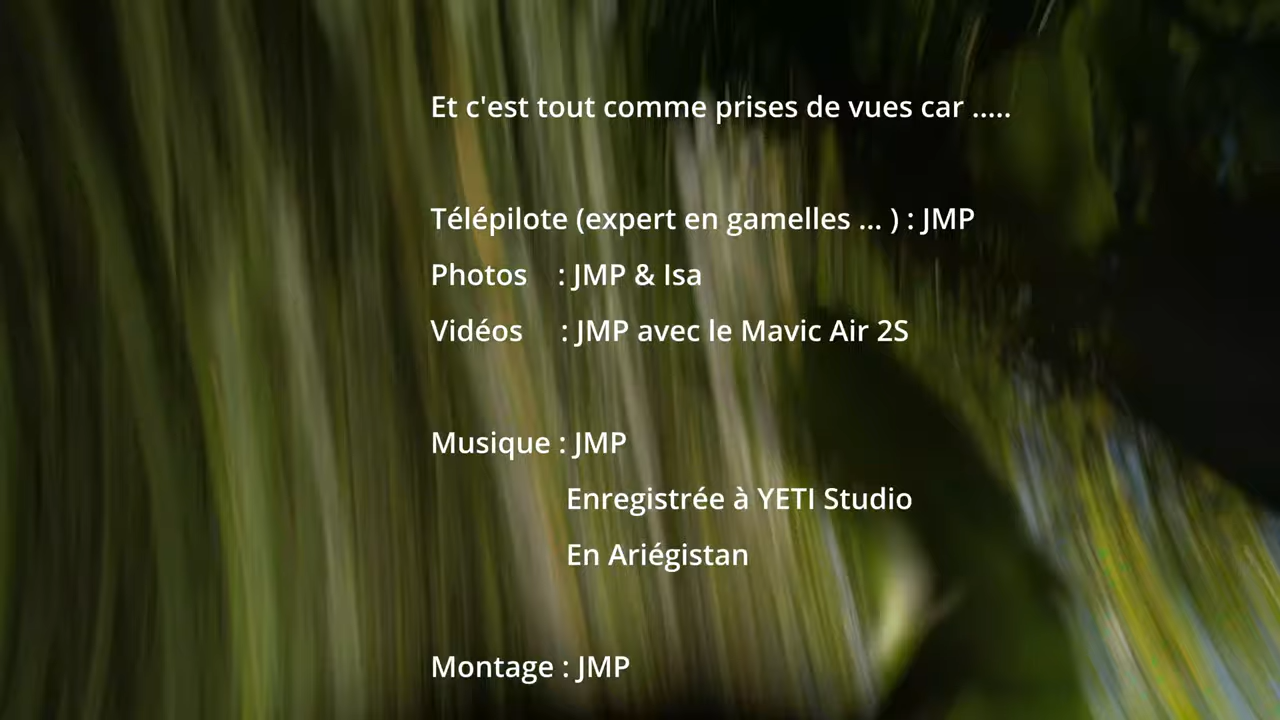 Et c'est tout comme prises de vues car .....
Télépilote (expert en gamelles ... ) : JMP
Photos : JMP & Isa
Vidéos : JMP avec le Mavic Air 2S
Musique : JMP
Enregistrée à YETI Studio
En Ariégistan
Montage : JMP